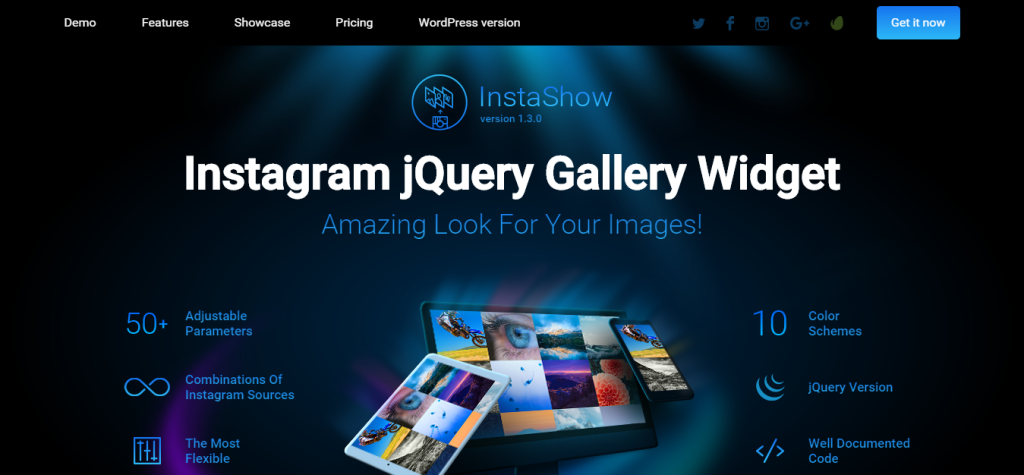 Demo Features Showcase Pricing WordPress version Get it now
InstaShow
version 1.3.0
Instagram jQuery Gallery Widget
Amazing Look For Your Images!
50+ Adjustable
Parameters
Combinations Of
Instagram Sources
The Most
Flexible
10 Color
Schemes
jQuery Version
Well Documented
Code